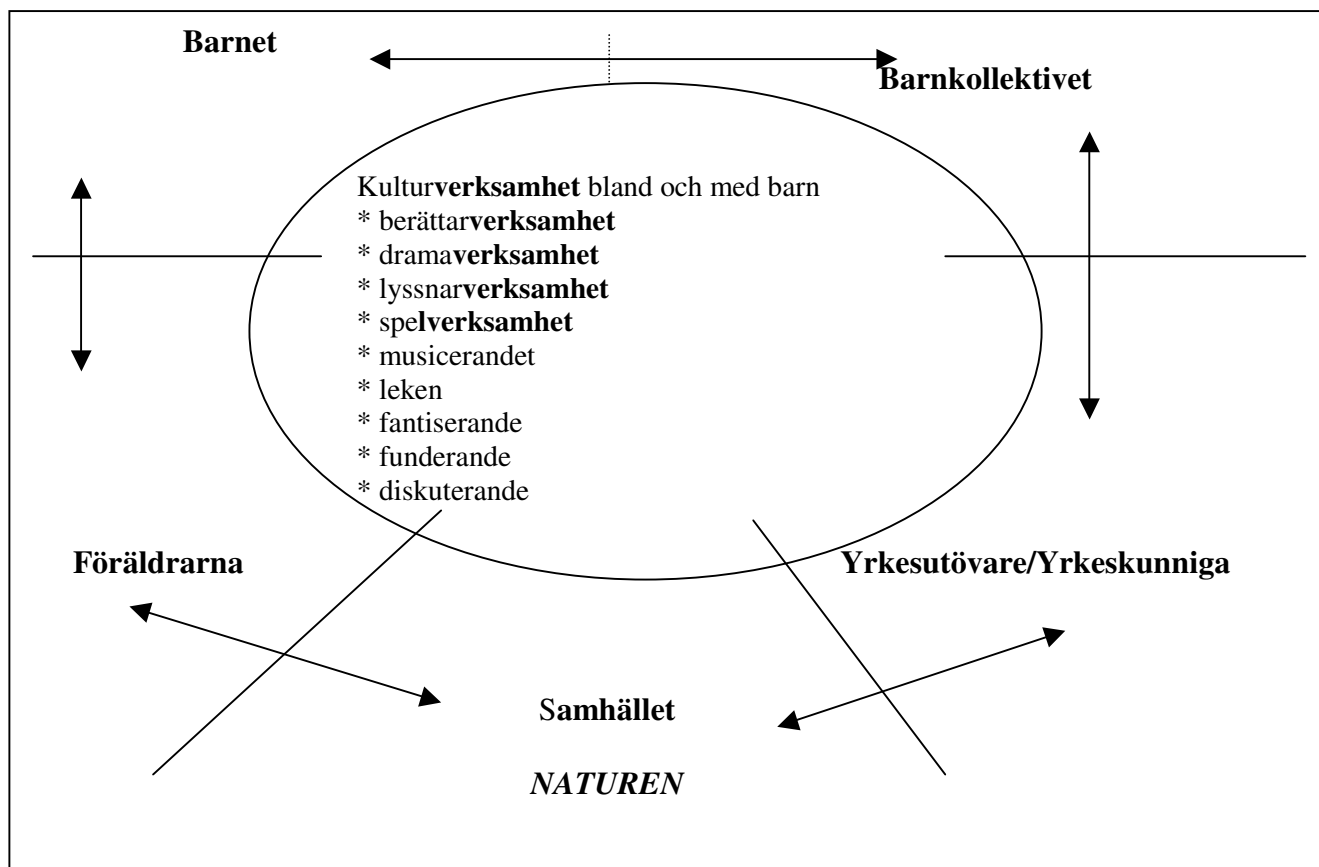 Barnet
Barnkollektivet
Kulturverksamhet bland och med barn
* berättarverksamhet
* dramaverksamhet
* lyssnarverksamhet
* spelverksamhet
* musicerandet
* leken
* fantiserande
* funderande
* diskuterande
Föräldrarna
Yrkesutövare/Yrkeskunniga
Samhället
NATUREN